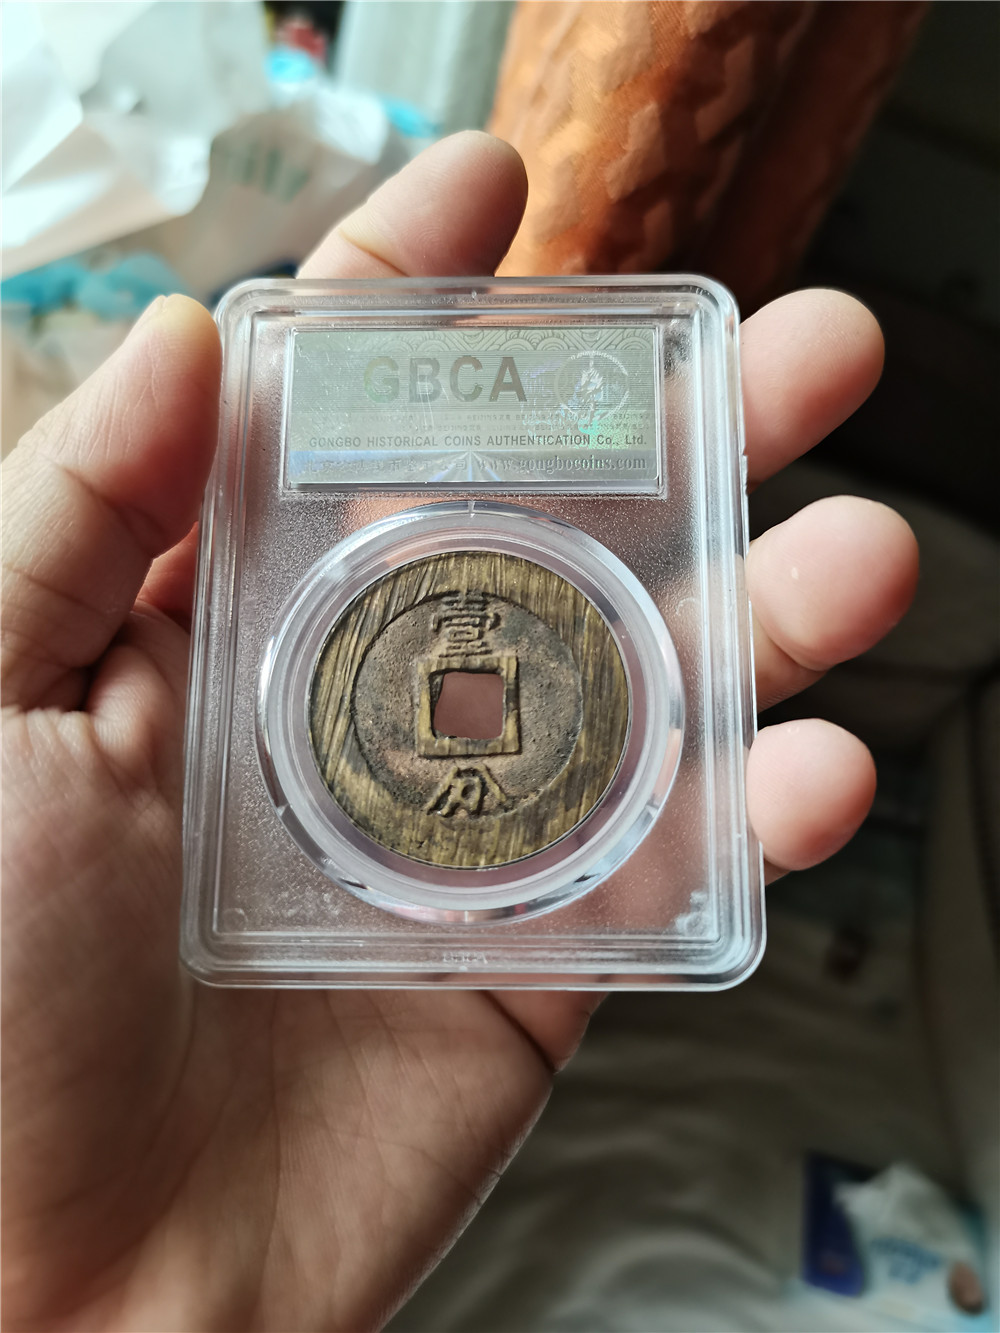 GBCA
GONGBO HISTORICAL COINS AUTHENTICATION Co., Ltd.
www.gongbocoins.com
壹
分